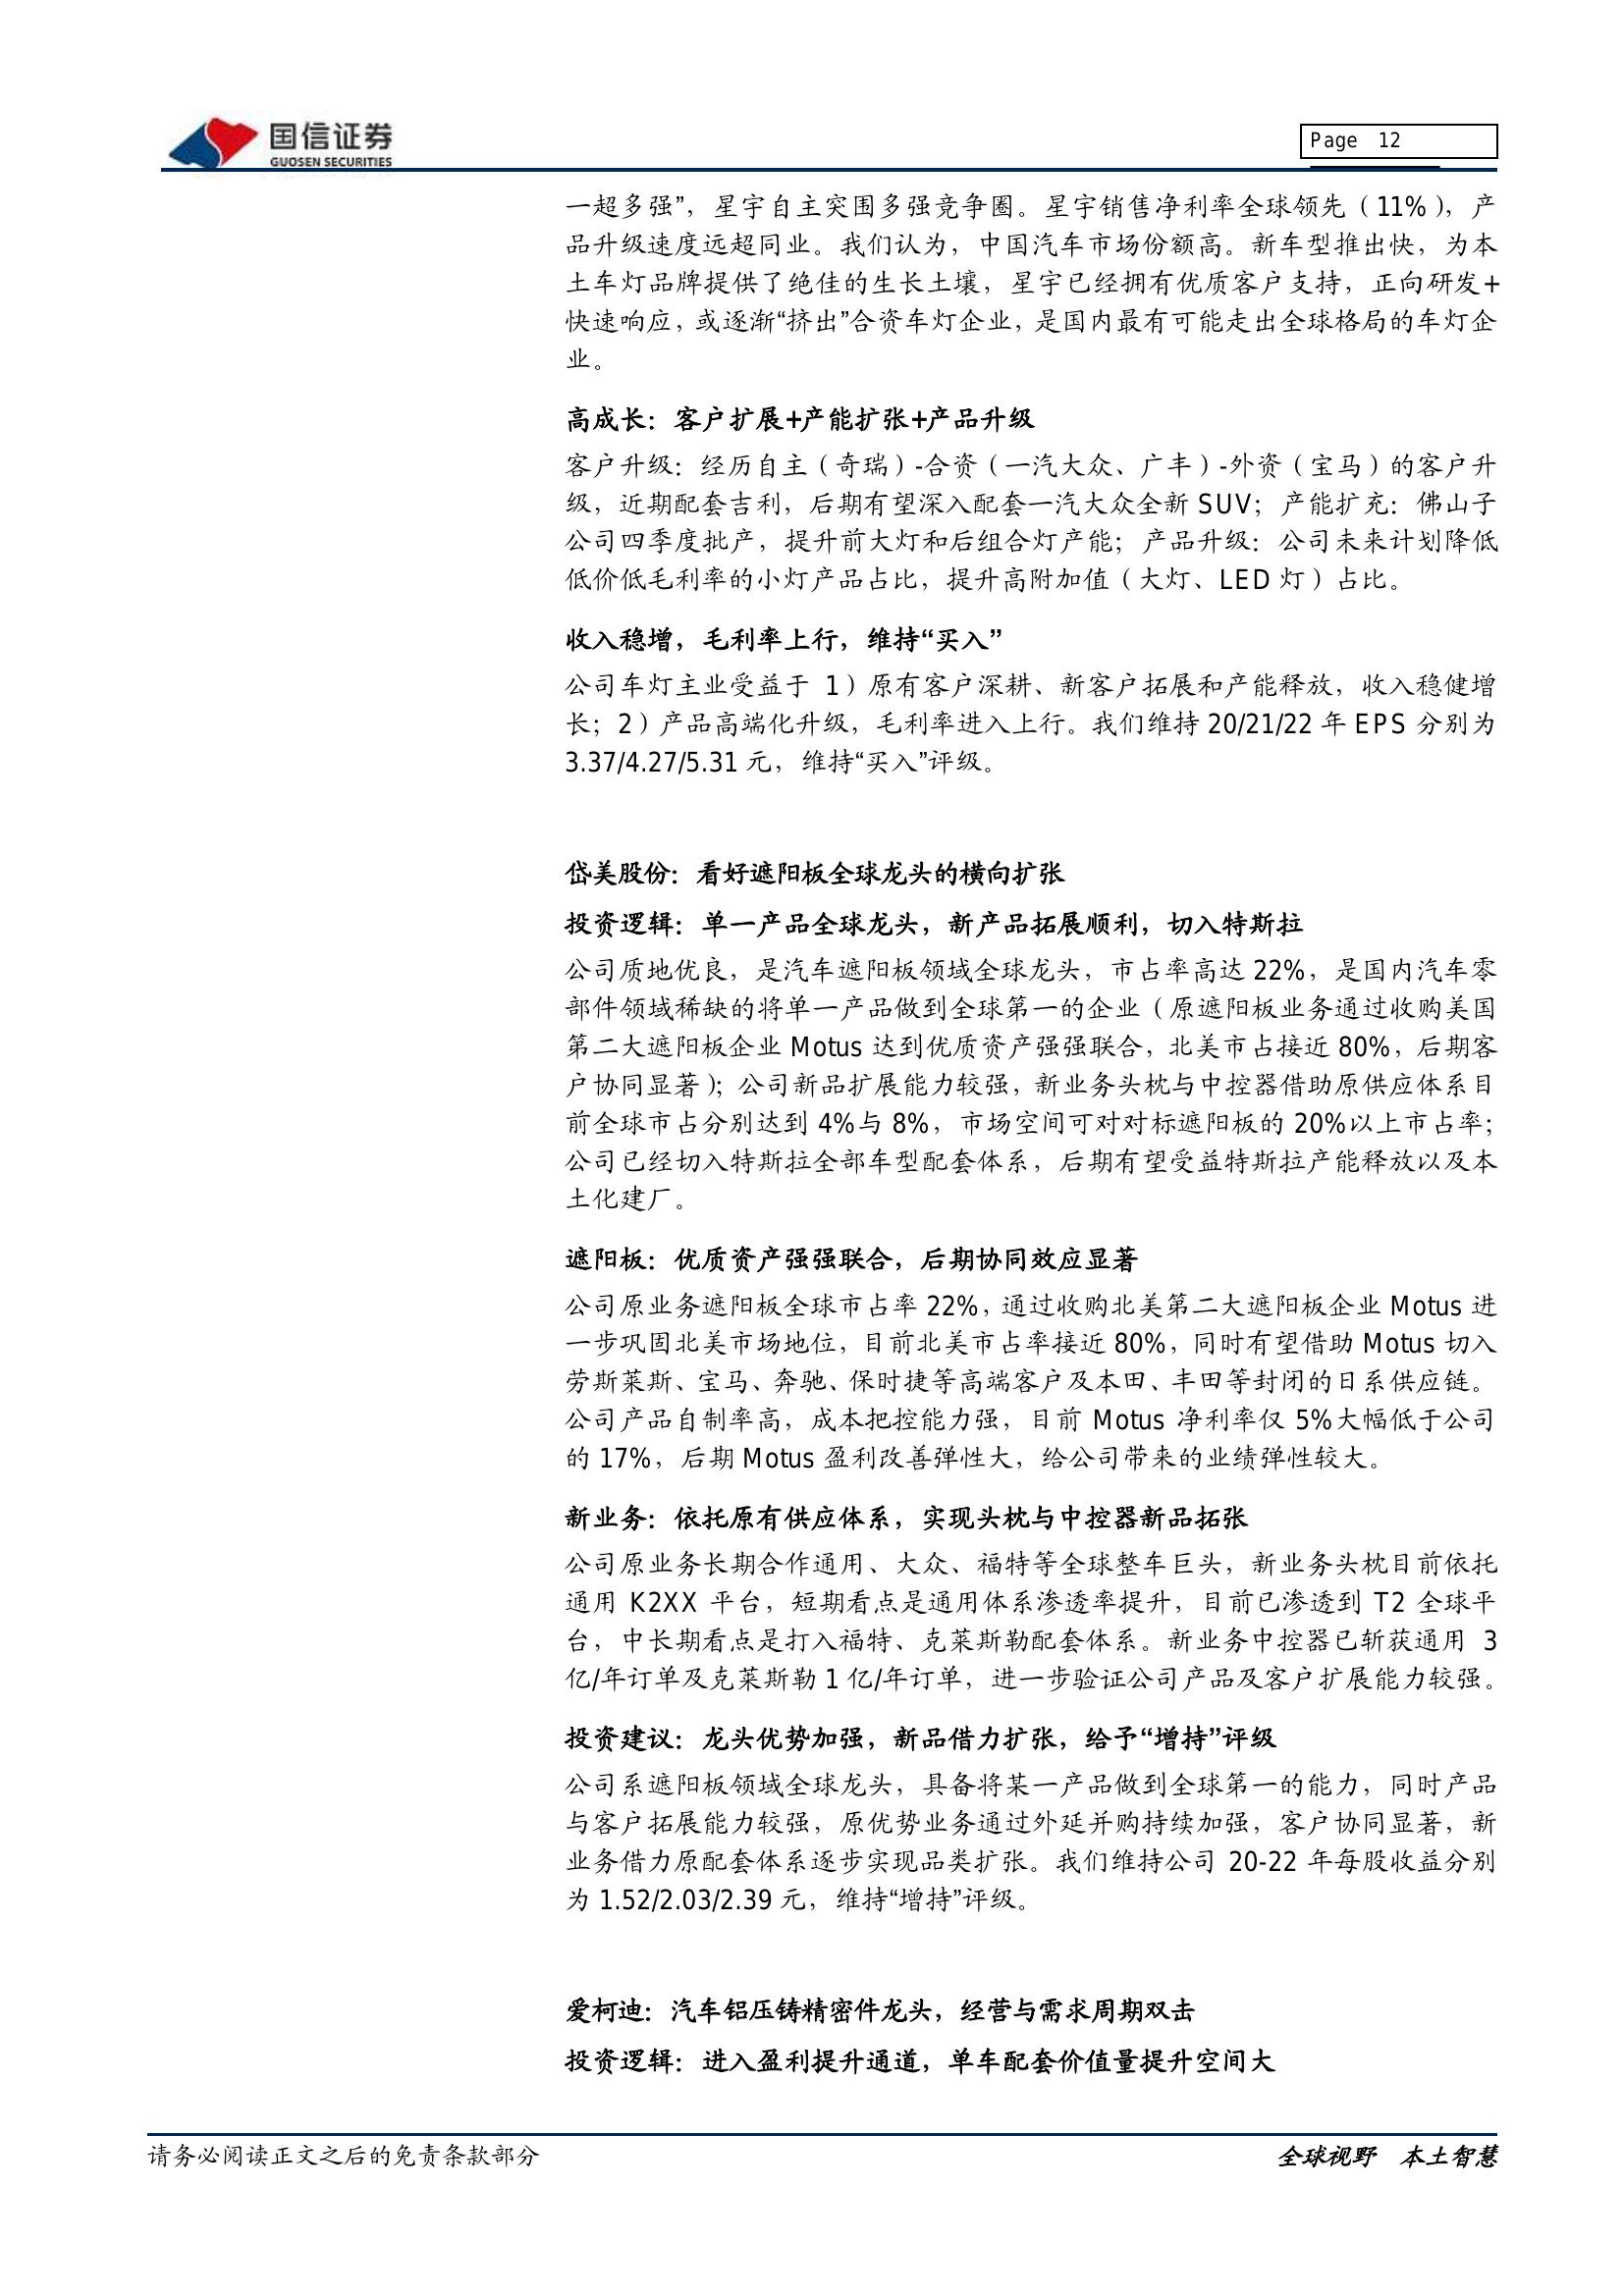 国信证券
GUOSEN SECURITIES
Page 12
一超多强”，星宇自主突围多强竞争圈。星宇销售净利率全球领先（11%），产
品升级速度远超同业。我们认为，中国汽车市场份额高。新车型推出快，为本
土车灯品牌提供了绝佳的生长土壤，星宇已经拥有优质客户支持，正向研发+
快速响应，或逐渐“挤出”合资车灯企业，是国内最有可能走出全球格局的车灯企
业。
高成长：客户扩展+产能扩张+产品升级
客户升级：经历自主（奇瑞）-合资（一汽大众、广丰）-外资（宝马）的客户升
级，近期配套吉利，后期有望深入配套一汽大众全新 SUV；产能扩充：佛山子
公司四季度批产，提升前大灯和后组合灯产能；产品升级：公司未来计划降低
低价低毛利率的小灯产品占比，提升高附加值（大灯、LED 灯）占比。
收入稳增，毛利率上行，维持“买入”
公司车灯主业受益于 1）原有客户深耕、新客户拓展和产能释放，收入稳健增
长；2）产品高端化升级，毛利率进入上行。我们维持 20/21/22 年 EPS 分别为
3.37/4.27/5.31 元，维持“买入”评级。
岱美股份：看好遮阳板全球龙头的横向扩张
投资逻辑：单一产品全球龙头，新产品拓展顺利，切入特斯拉
公司质地优良，是汽车遮阳板领域全球龙头，市占率高达 22%，是国内汽车零
部件领域稀缺的将单一产品做到全球第一的企业（原遮阳板业务通过收购美国
第二大遮阳板企业 Motus 达到优质资产强强联合，北美市占接近 80%，后期客
户协同显著）；公司新品扩展能力较强，新业务头枕与中控器借助原供应体系目
前全球市占分别达到 4%与 8%，市场空间可对对标遮阳板的 20%以上市占率；
公司已经切入特斯拉全部车型配套体系，后期有望受益特斯拉产能释放以及本
土化建厂。
遮阳板：优质资产强强联合，后期协同效应显著
公司原业务遮阳板全球市占率 22%，通过收购北美第二大遮阳板企业 Motus 进
一步巩固北美市场地位，目前北美市占率接近 80%，同时有望借助 Motus 切入
劳斯莱斯、宝马、奔驰、保时捷等高端客户及本田、丰田等封闭的日系供应链。
公司产品自制率高，成本把控能力强，目前 Motus 净利率仅 5%大幅低于公司
的 17%，后期 Motus 盈利改善弹性大，给公司带来的业绩弹性较大。
新业务：依托原有供应体系，实现头枕与中控器新品拓张
公司原业务长期合作通用、大众、福特等全球整车巨头，新业务头枕目前依托
通用 K2XX 平台，短期看点是通用体系渗透率提升，目前已渗透到 T2 全球平
台，中长期看点是打入福特、克莱斯勒配套体系。新业务中控器已斩获通用 3
亿/年订单及克莱斯勒 1 亿/年订单，进一步验证公司产品及客户扩展能力较强。
投资建议：龙头优势加强，新品借力扩张，给予“增持”评级
公司系遮阳板领域全球龙头，具备将某一产品做到全球第一的能力，同时产品
与客户拓展能力较强，原优势业务通过外延并购持续加强，客户协同显著，新
业务借力原配套体系逐步实现品类扩张。我们维持公司 20-22 年每股收益分别
为 1.52/2.03/2.39 元，维持“增持”评级。
爱柯迪：汽车铝压铸精密件龙头，经营与需求周期双击
投资逻辑：进入盈利提升通道，单车配套价值量提升空间大
请务必阅读正文之后的免责条款部分
全球视野 本土智慧